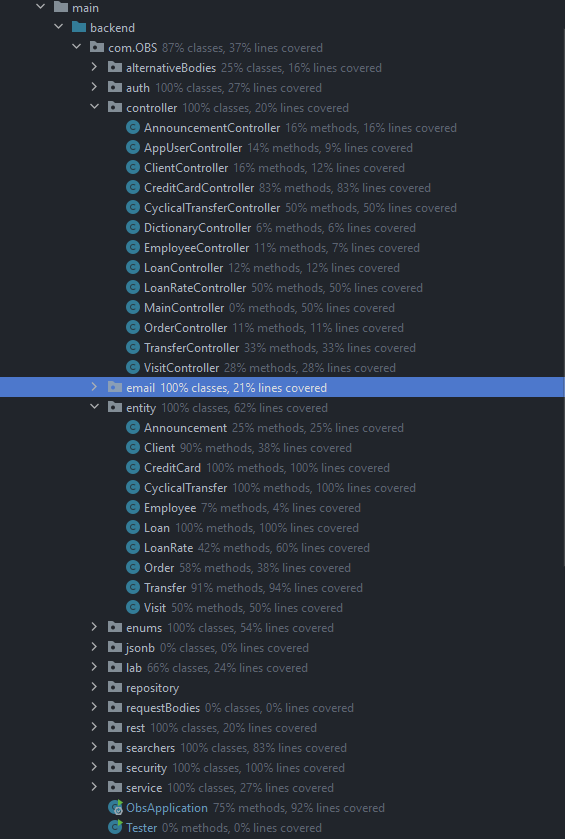 main
backend
com.OBS 87% classes, 37% lines covered
alternativeBodies 25% classes, 16% lines covered
auth 100% classes, 27% lines covered
controller 100% classes, 20% lines covered
C AnnouncementController 16% methods, 16% lines covered
C AppUserController 14% methods, 9% lines covered
C ClientController 16% methods, 12% lines covered
C CreditCardController 83% methods, 83% lines covered
C CyclicalTransferController 50% methods, 50% lines covered
C DictionaryController 6% methods, 6% lines covered
C EmployeeController 11% methods, 7% lines covered
C LoanController 12% methods, 12% lines covered
C LoanRateController 50% methods, 50% lines covered
C MainController 0% methods, 50% lines covered
C OrderController 11% methods, 11% lines covered
C TransferController 33% methods, 33% lines covered
C VisitController 28% methods, 28% lines covered
email 100% classes, 21% lines covered
entity 100% classes, 62% lines covered
C Announcement 25% methods, 25% lines covered
C Client 90% methods, 38% lines covered
C CreditCard 100% methods, 100% lines covered
C CyclicalTransfer 100% methods, 100% lines covered
C Employee 7% methods, 4% lines covered
C Loan 100% methods, 100% lines covered
C LoanRate 42% methods, 60% lines covered
C Order 58% methods, 38% lines covered
C Transfer 91% methods, 94% lines covered
C Visit 50% methods, 50% lines covered
enums 100% classes, 54% lines covered
jsonb 0% classes, 0% lines covered
lab 66% classes, 24% lines covered
repository
requestBodies 0% classes, 0% lines covered
rest 100% classes, 20% lines covered
searchers 100% classes, 83% lines covered
security 100% classes, 100% lines covered
service 100% classes, 27% lines covered
ObsApplication 75% methods, 92% lines covered
C Tester 0% methods, 0% lines covered